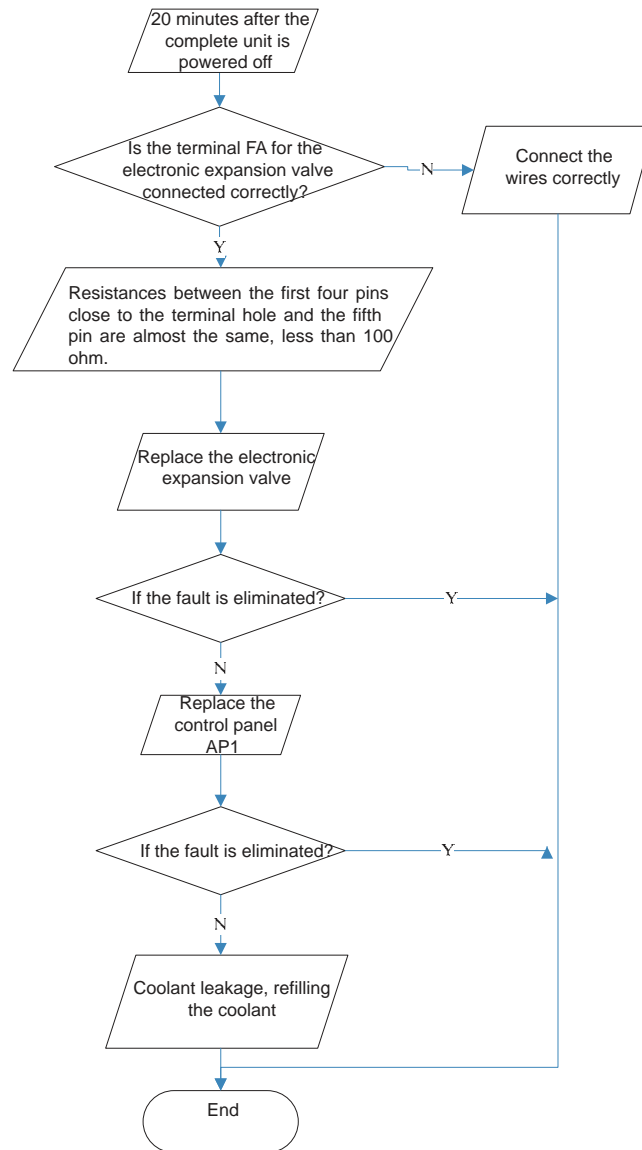 20 minutes after the
complete unit is
powered off
Is the terminal FA for the
electronic expansion valve
connected correctly?
N
Connect the
wires correctly
Y
Resistances between the first four pins
close to the terminal hole and the fifth
pin are almost the same, less than 100
ohm.
Replace the electronic
expansion valve
If the fault is eliminated?
Y
N
Replace the
control panel
AP1
If the fault is eliminated?
Y
N
Coolant leakage, refilling
the coolant
End